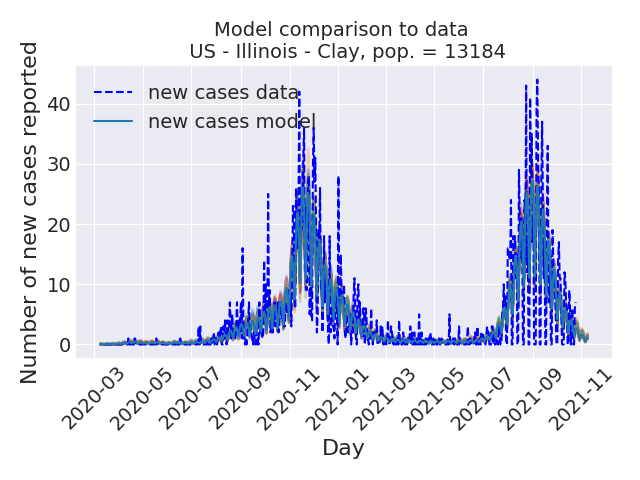 Model comparison to data
US - Illinois - Clay, pop. = 13184
Number of new cases reported
new cases data
new cases model
40
30
20
10
0
2020-03
2020-05
2020-07
2020-09
2020-11
2021-01
2021-03
2021-05
2021-07
2021-09
2021-11
Day